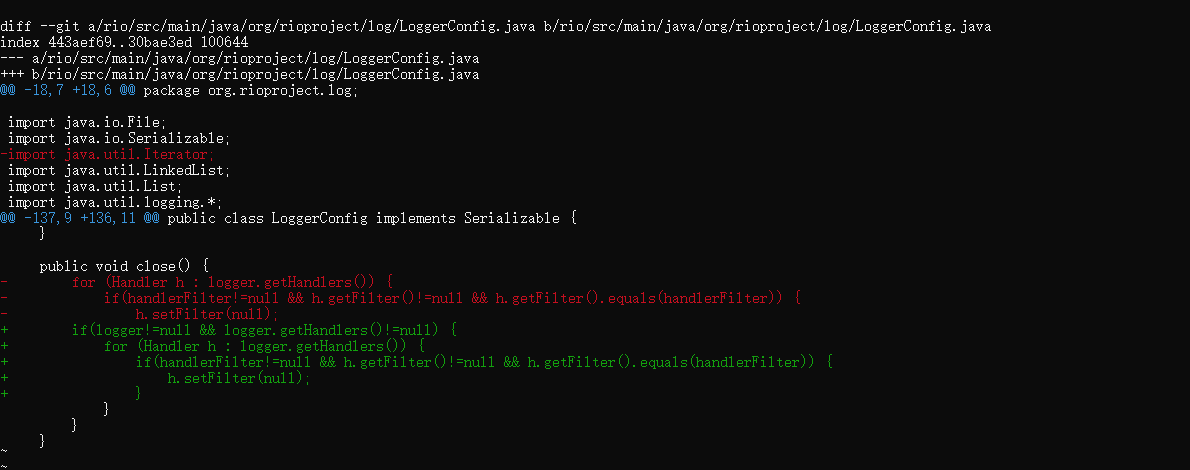 diff --git a/rio/src/main/java/org/rioproject/log/LoggerConfig.java b/rio/src/main/java/org/rioproject/log/LoggerConfig.java
index 443aef69..30bae3ed 100644
--- a/rio/src/main/java/org/rioproject/log/LoggerConfig.java
+++ b/rio/src/main/java/org/rioproject/log/LoggerConfig.java
@@ -18,7 +18,6 @@ package org.rioproject.log;

 import java.io.File;
 import java.io.Serializable;
-import java.util.Iterator;
 import java.util.LinkedList;
 import java.util.List;
 import java.util.logging.*;
@@ -137,9 +136,11 @@ public class LoggerConfig implements Serializable {
     }

     public void close() {
-        for (Handler h : logger.getHandlers()) {
-            if(handlerFilter!=null && h.getFilter()!=null && h.getFilter().equals(handlerFilter)) {
-                h.setFilter(null);
+        if(logger!=null && logger.getHandlers()!=null) {
+            for (Handler h : logger.getHandlers()) {
+                if(handlerFilter!=null && h.getFilter()!=null && h.getFilter().equals(handlerFilter)) {
+                    h.setFilter(null);
+                }
             }
         }
     }
~
~